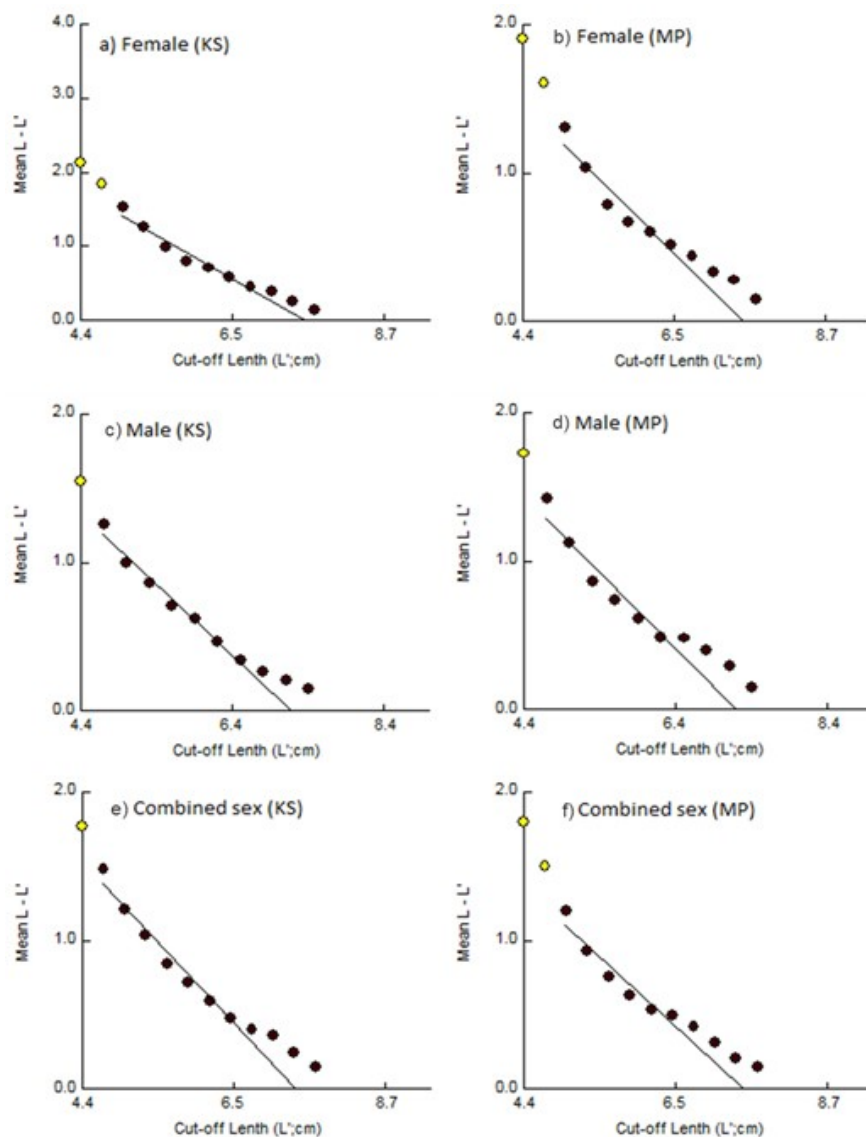 a) Female (KS)
4.0
3.0
2.0
1.0
0.0
4.4 6.5 8.7
Mean L - L'
Cut-off Lenth (L';cm)
b) Female (MP)
2.0
1.0
0.0
4.4 6.5 8.7
Mean L - L'
Cut-off Lenth (L';cm)
c) Male (KS)
2.0
1.0
0.0
4.4 6.4 8.4
Mean L - L'
Cut-off Lenth (L';cm)
d) Male (MP)
2.0
1.0
0.0
4.4 6.4 8.4
Mean L - L'
Cut-off Lenth (L';cm)
e) Combined sex (KS)
2.0
1.0
0.0
4.4 6.5 8.7
Mean L - L'
Cut-off Lenth (L';cm)
f) Combined sex (MP)
2.0
1.0
0.0
4.4 6.5 8.7
Mean L - L'
Cut-off Lenth (L';cm)